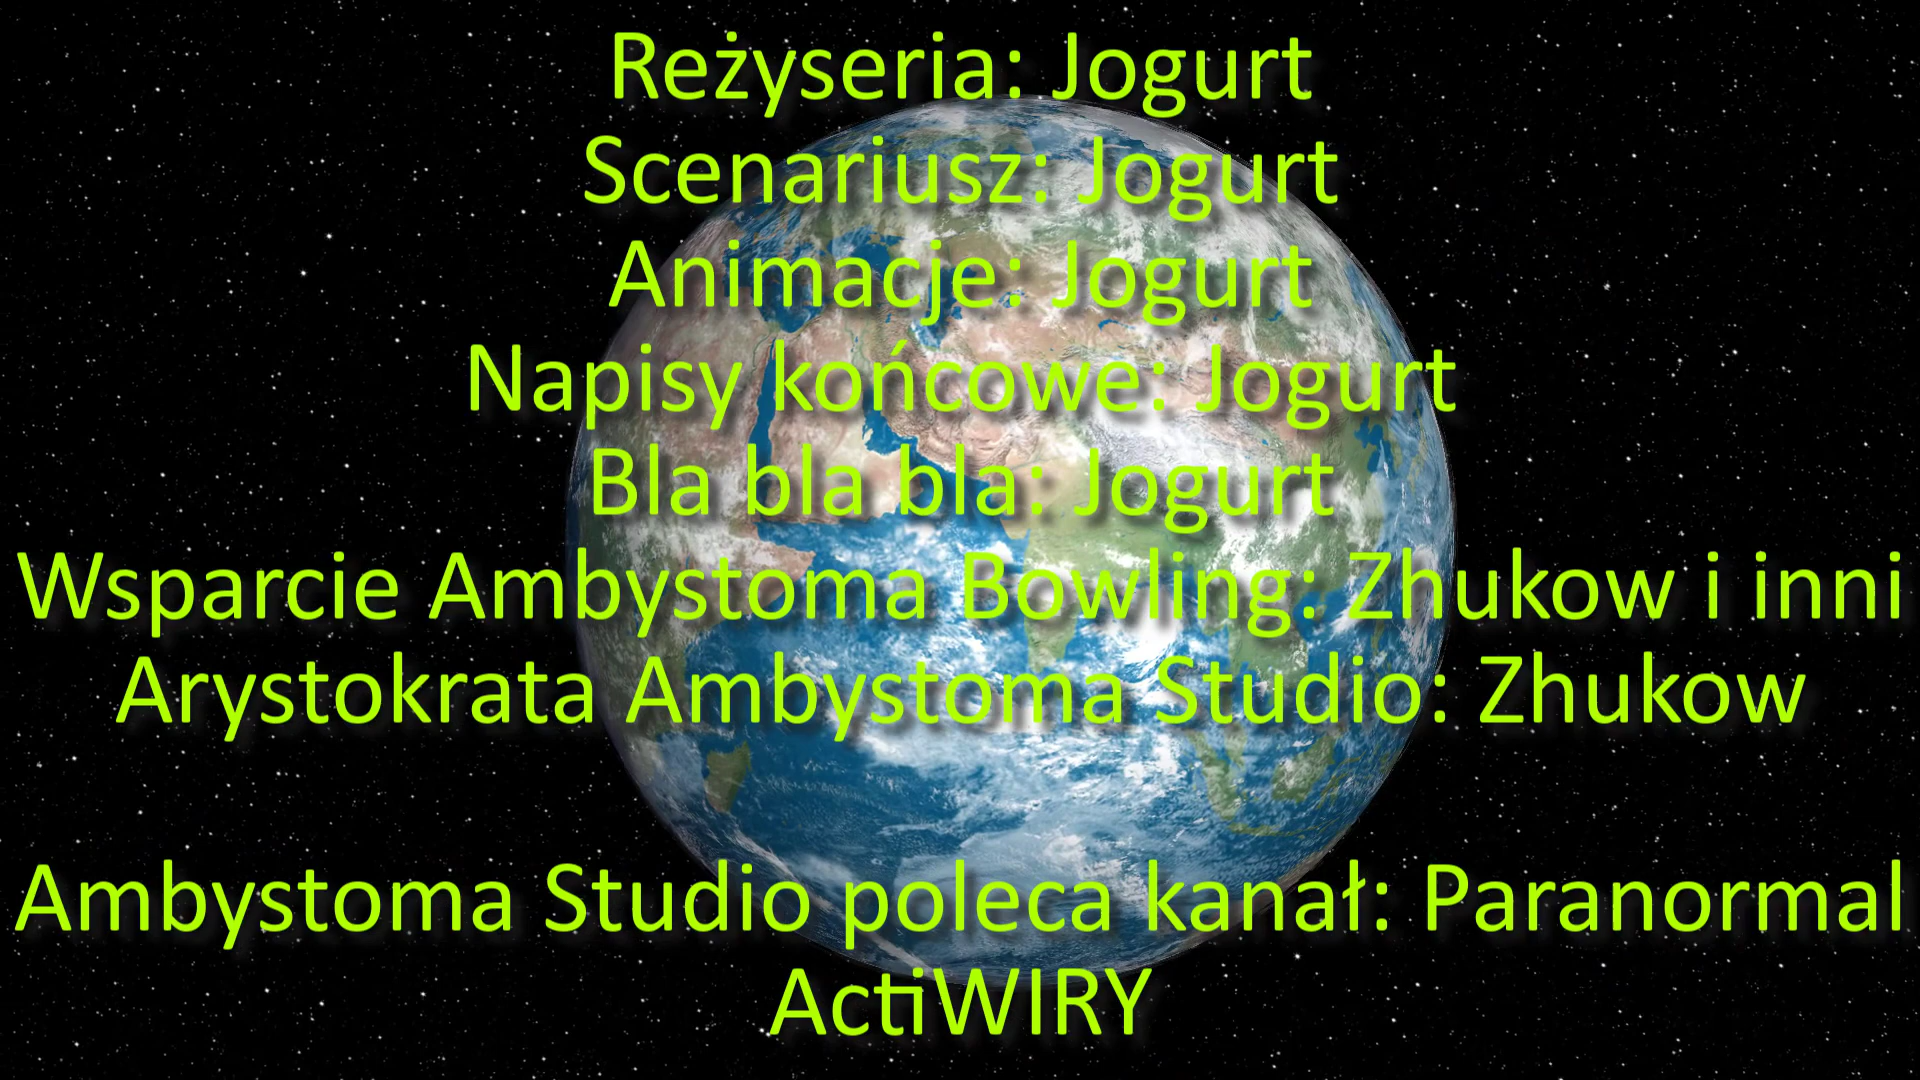 Reżyseria: Jogurt
Scenariusz: Jogurt
Animacje: Jogurt
Napisy końcowe: Jogurt
Bla bla bla: Jogurt
Wsparcie Ambystoma Bowling: Zhukow i inni
Arystokrata Ambystoma Studio: Zhukow
Ambystoma Studio poleca kanał: Paranormal
ActiWIRY